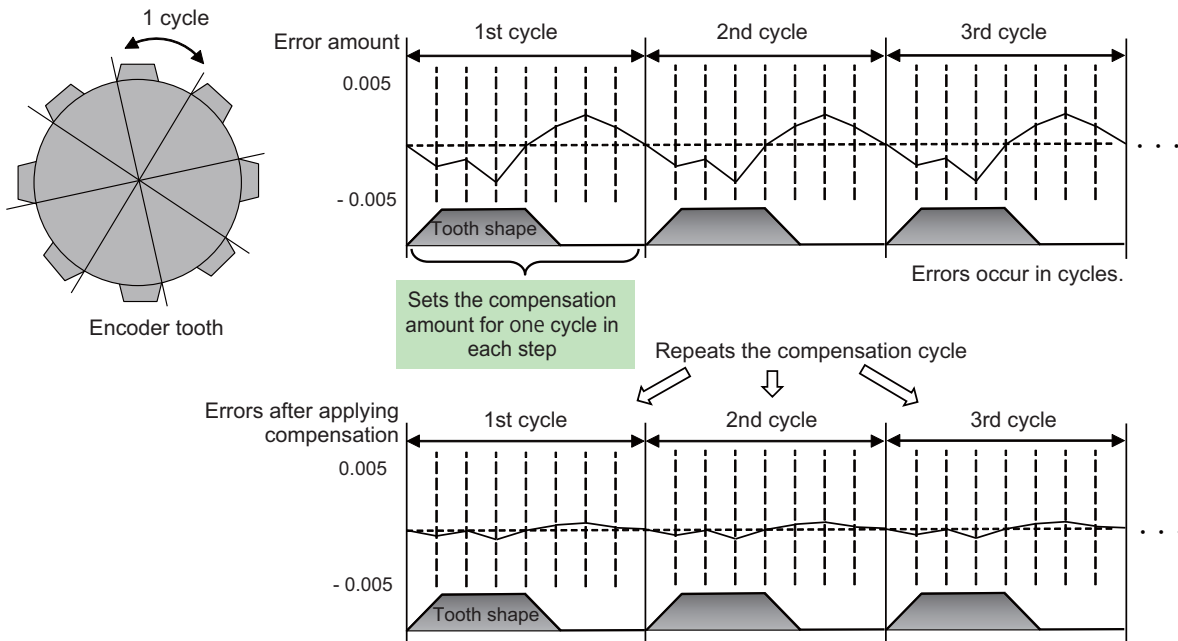 1 cycle
Encoder tooth
Error amount
1st cycle
2nd cycle
3rd cycle
0.005
- 0.005
Tooth shape
. . .
Errors occur in cycles.
Sets the compensation
amount for one cycle in
each step
Repeats the compensation cycle
Errors after applying
compensation
1st cycle
2nd cycle
3rd cycle
0.005
- 0.005
Tooth shape
. . .